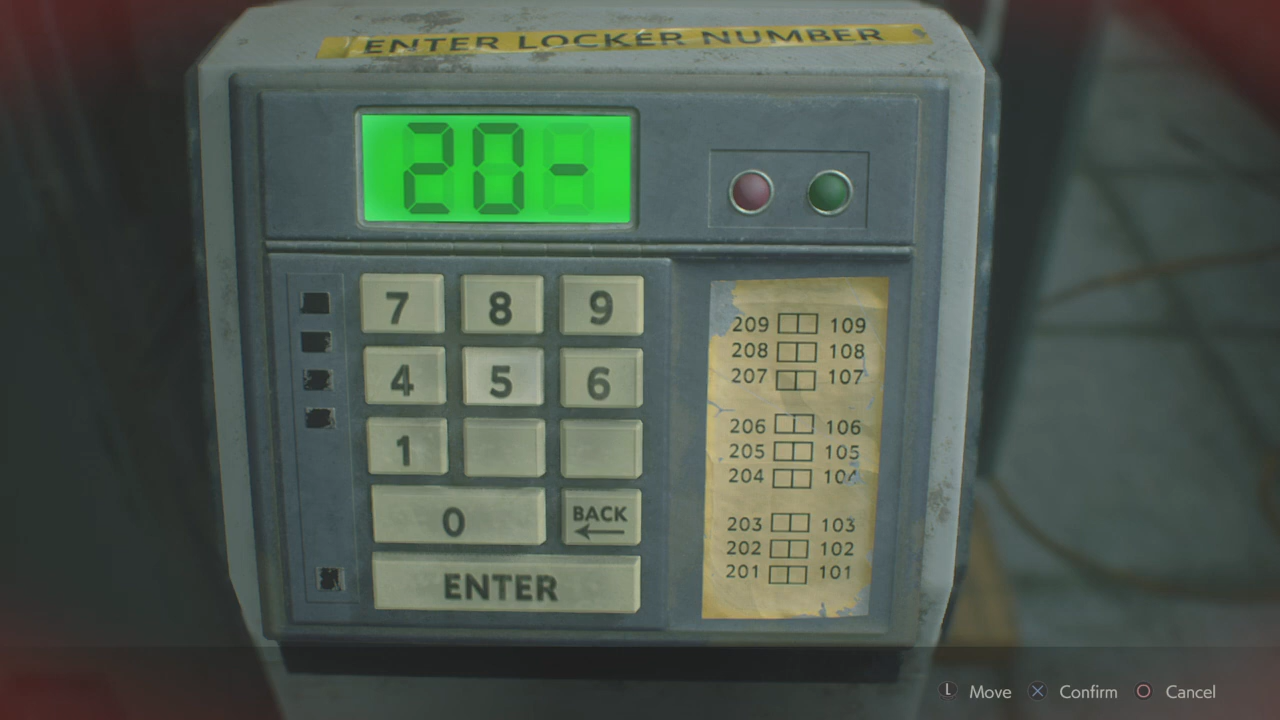 ENTER LOCKER NUMBER
20-
7 8 9
4 5 6
1
0 BACK
ENTER
209 109
208 108
207 107
206 106
205 105
204 104
203 103
202 102
201 101
L Move Confirm Cancel